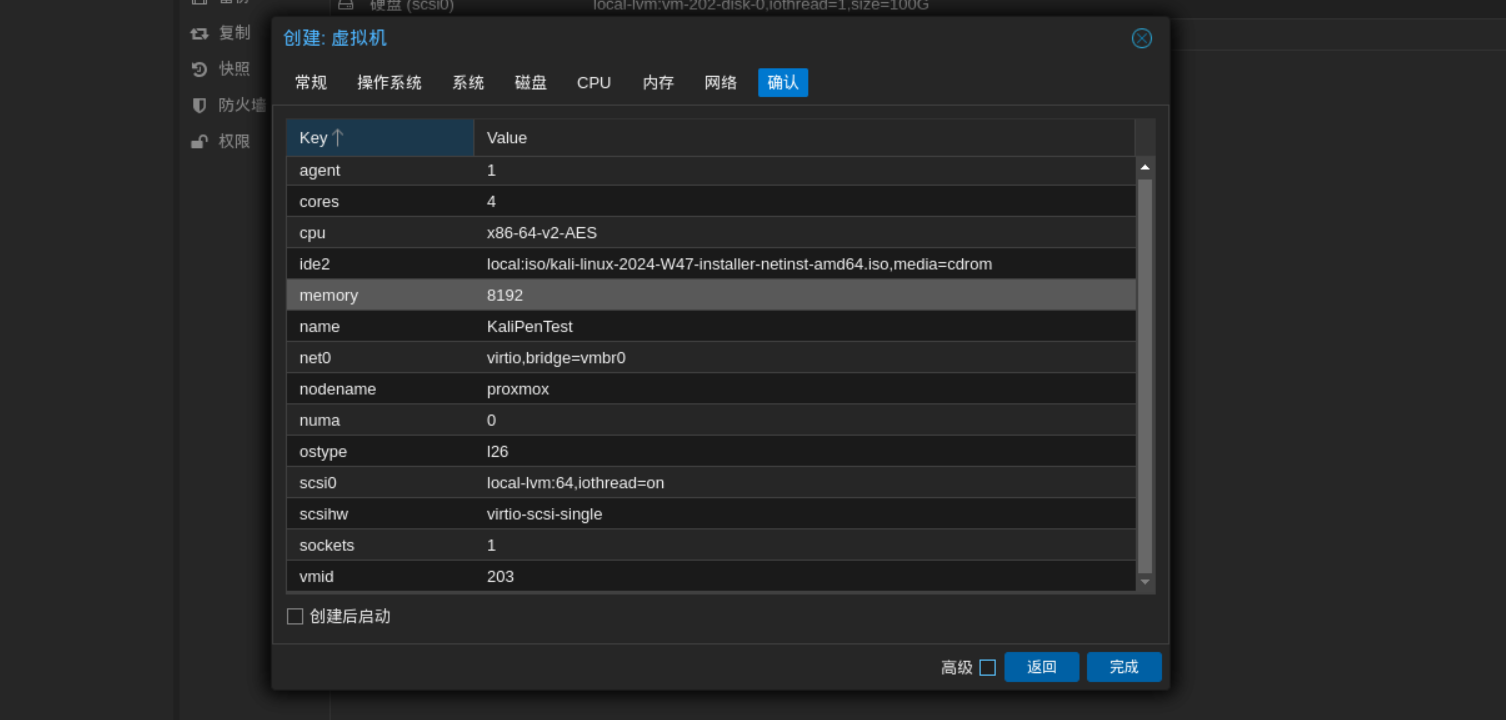 硬盘 (scsi0) local-lvm:vm-202-disk-0,iothread=1,size=100G
复制
快照
防火墙
权限
创建: 虚拟机
常规 操作系统 系统 磁盘 CPU 内存 网络 确认
Key Value
agent 1
cores 4
cpu x86-64-v2-AES
ide2 local:iso/kali-linux-2024-W47-installer-netinst-amd64.iso,media=cdrom
memory 8192
name KaliPenTest
net0 virtio,bridge=vmbr0
nodename proxmox
numa 0
ostype l26
scsi0 local-lvm:64,iothread=on
scsihw virtio-scsi-single
sockets 1
vmid 203
创建后启动
高级 返回 完成